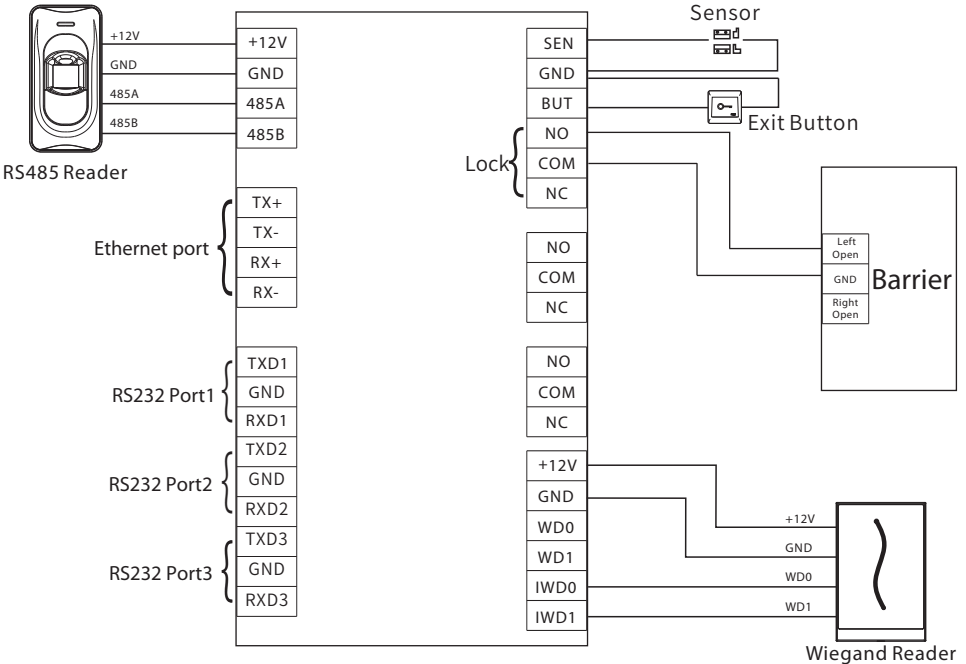 +12V
GND
485A
485B
RS485 Reader
+12V
GND
485A
485B
Ethernet port
TX+
TX-
RX+
RX-
RS232 Port1
TXD1
GND
RXD1
RS232 Port2
TXD2
GND
RXD2
RS232 Port3
TXD3
GND
RXD3
Sensor
SEN
GND
BUT
Exit Button
Lock
NO
COM
NC
NO
COM
NC
NO
COM
NC
+12V
GND
WD0
WD1
IWD0
IWD1
Left
Open
GND
Right
Open
Barrier
+12V
GND
WD0
WD1
Wiegand Reader